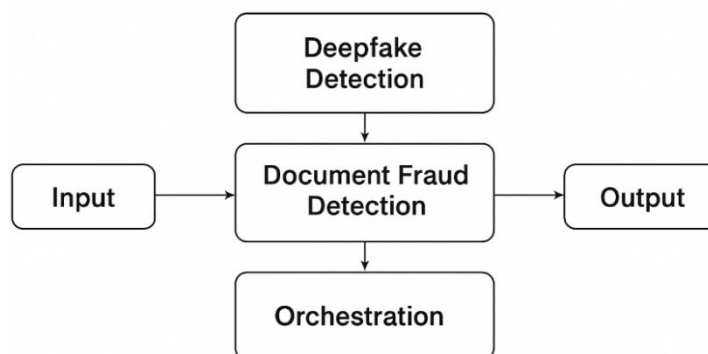 Deepfake
Detection
Input
Document Fraud
Detection
Output
Orchestration